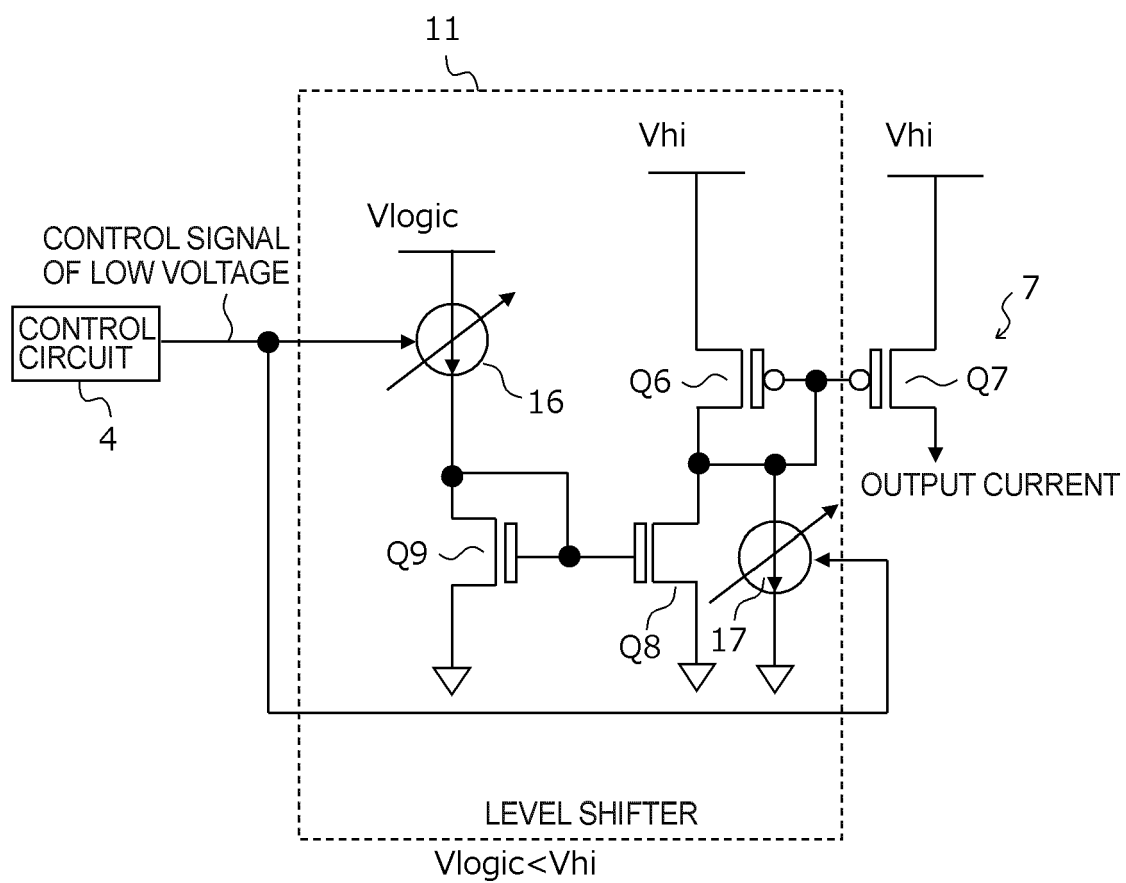 11
Vhi
Vhi
Vlogic
CONTROL SIGNAL
OF LOW VOLTAGE
7
CONTROL
CIRCUIT
4
16
Q6
Q7
OUTPUT CURRENT
Q9
Q8
17
LEVEL SHIFTER
Vlogic<Vhi